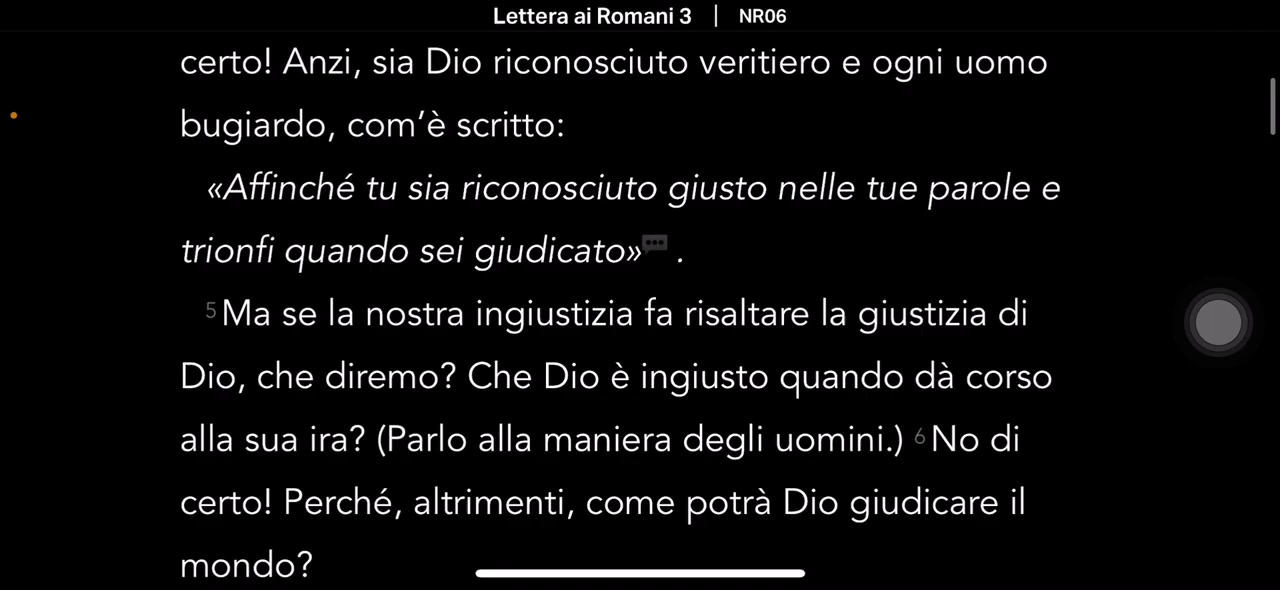 Lettera ai Romani 3 | NR06
certo! Anzi, sia Dio riconosciuto veritiero e ogni uomo
bugiardo, com’è scritto:
«Affinché tu sia riconosciuto giusto nelle tue parole e
trionfi quando sei giudicato» .
5 Ma se la nostra ingiustizia fa risaltare la giustizia di
Dio, che diremo? Che Dio è ingiusto quando dà corso
alla sua ira? (Parlo alla maniera degli uomini.) 6 No di
certo! Perché, altrimenti, come potrà Dio giudicare il
mondo?